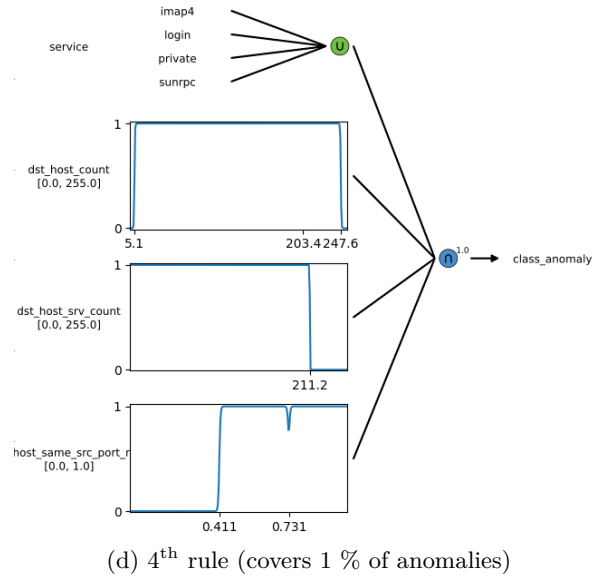 imap4
login
service
private
sunrpc
∪
1
dst_host_count
[0.0, 255.0]
0
5.1
203.4
247.6
1.0
∩
class_anomaly
1
dst_host_srv_count
[0.0, 255.0]
0
211.2
1
host_same_src_port_r
[0.0, 1.0]
0
0.411
0.731
(d) 4th rule (covers 1 % of anomalies)